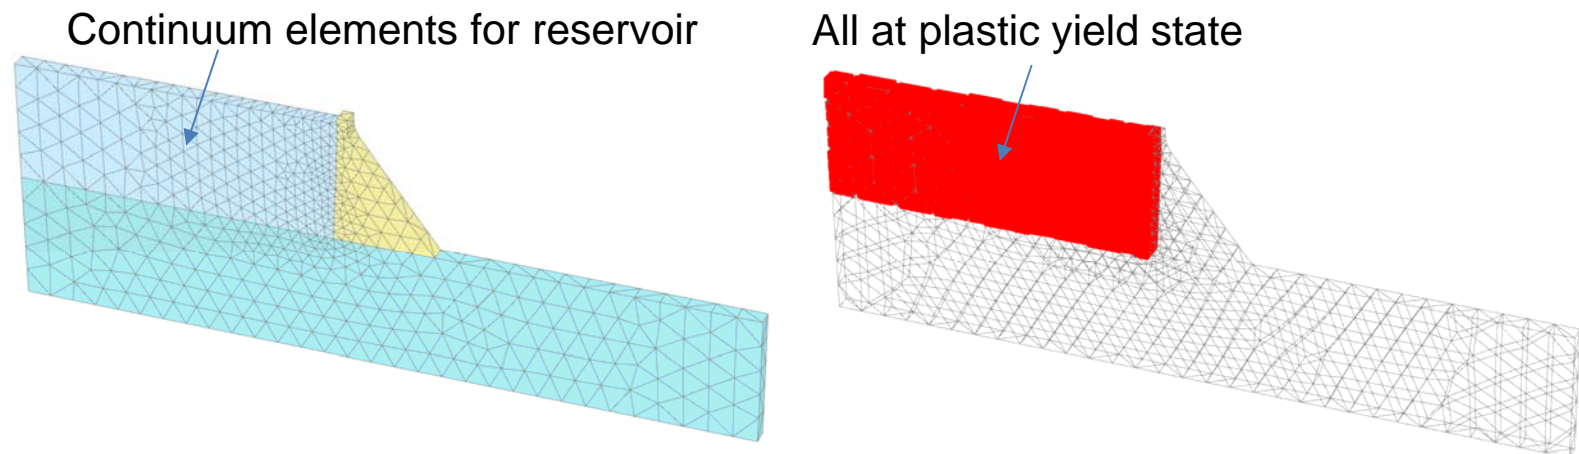 Continuum elements for reservoir
All at plastic yield state